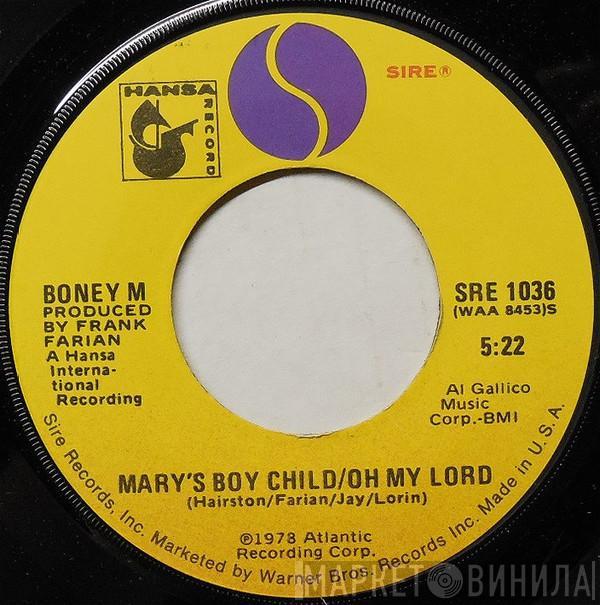 HANSA
RECORD
SIRE®
BONEY M
PRODUCED
BY FRANK
FARIAN
A Hansa
Interna-
tional
Recording
SRE 1036
(WAA 8453)S
5:22
Al Gallico
Music
Corp.-BMI
MARY'S BOY CHILD/OH MY LORD
(Hairston/Farian/Jay/Lorin)
℗1978 Atlantic
Recording Corp.
Sire Records, Inc. Marketed by Warner Bros. Records Inc. Made in U.S.A.
МАРКЕТ ВИНИЛА